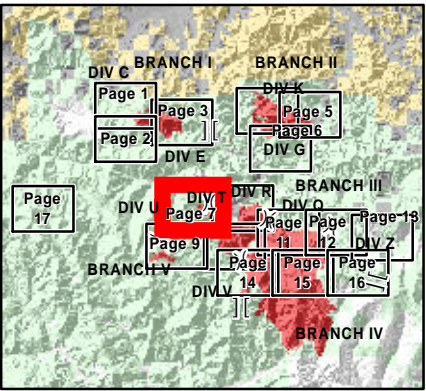 BRANCH I
BRANCH II
DIV C
DIV K
Page 1
Page 3
Page 5
Page 6
Page 2
DIV G
DIV E
Page
17
DIV T
DIV R
BRANCH III
DIV U
Page 7
DIV O
Page
11
Page
12
Page 13
DIV Z
Page 9
BRANCH V
Page
14
Page
15
Page
16
DIV V
BRANCH IV